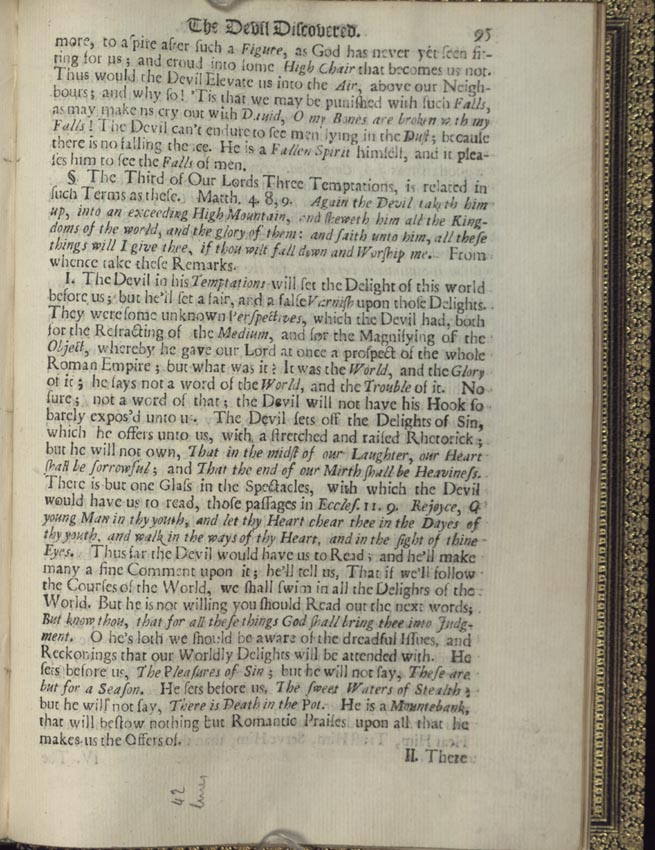 The Devil Discovered. 95
more, to aspire after such a Figure, as God has never yet seen fit-
ting for us; and croud into some High Chair that becomes us not.
Thus would the Devil Elevate us into the Air, above our Neigh-
bours; and why so! 'Tis that we may be punished with such Falls,
as may make us cry out with David, O my Bones are broken with my
Falls! The Devil can't endure to see men lying in the Dust; because
there is no falling thence. He is a Fallen Spirit himself, and it plea-
ses him to see the Falls of men.
§. The Third of Our Lords Three Temptations, is related in
such Terms as these. Matth. 4. 8, 9. Again the Devil taketh him
up, into an exceeding High Mountain, and sheweth him all the King-
doms of the world, and the glory of them: and saith unto him, all these
things will I give thee, if thou wilt fall down and Worship me. From
whence take these Remarks.
I. The Devil in his Temptations will set the Delight of this world
before us; but he'll set a fair, and a false Varnish upon those Delights.
They were some unknown Perspectives, which the Devil had, both
for the Refracting of the Medium, and for the Magnifying of the
Object, whereby he gave our Lord at once a prospect of the whole
Roman Empire; but what was it? It was the World, and the Glory
of it; he says not a word of the World, and the Trouble of it. No
sure; not a word of that; the Devil will not have his Hook so
barely expos'd unto us. The Devil sets off the Delights of Sin,
which he offers unto us, with a stretched and raised Rhetorick;
but he will not own, That in the midst of our Laughter, our Heart
shall be sorrowful; and That the end of our Mirth shall be Heaviness.
There is but one Glass in the Spectacles, with which the Devil
would have us to read, those passages in Eccles. 11. 9. Rejoyce, O
young Man in thy youth, and let thy Heart chear thee in the Dayes of
thy youth, and walk in the ways of thy Heart, and in the sight of thine
Eyes. Thus far the Devil would have us to Read; and he'll make
many a fine Comment upon it; he'll tell us, That if we'll follow
the Courses of the World, we shall swim in all the Delights of the
World. But he is not willing you should Read out the next words;
But know thou, that for all these things God shall bring thee into Judg-
ment. O he's loth we should be aware of the dreadful Issues, and
Reckonings that our Worldly Delights will be attended with. He
sets before us, The Pleasures of Sin; but he will not say, These are
but for a Season. He sets before us, The sweet Waters of Stealth;
but he will not say, There is Death in the Pot. He is a Mountebank,
that will bestow nothing but Romantic Praises upon all that he
makes us the Offers of.
II. There
42
lines